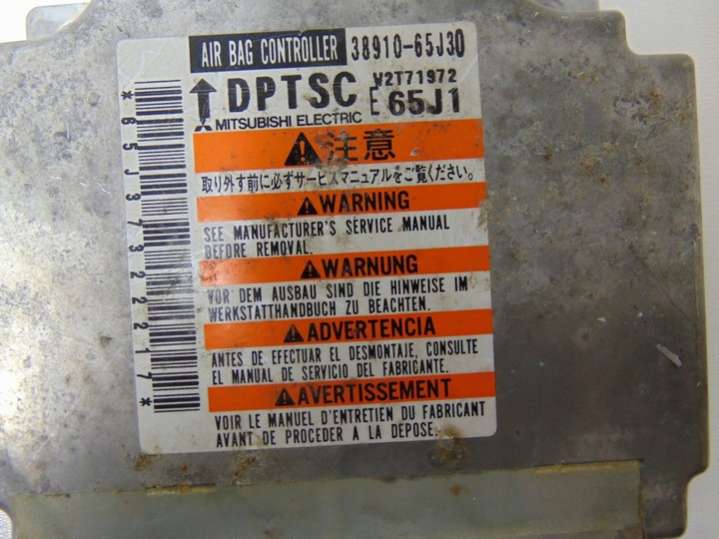 AIR BAG CONTROLLER 38910-65J30
DPTSC W2T71972
E 65J1
MITSUBISHI ELECTRIC
注意
取り外す前に必ずサービスマニュアルをご覧ください。
WARNING
SEE MANUFACTURER'S SERVICE MANUAL
BEFORE REMOVAL.
WARNUNG
VOR DEM AUSBAU SIND DIE HINWEISE IM
WERKSTATTHANDBUCH ZU BEACHTEN.
ADVERTENCIA
ANTES DE EFECTUAR EL DESMONTAJE, CONSULTE
EL MANUAL DE SERVICIO DEL FABRICANTE.
AVERTISSEMENT
VOIR LE MANUEL D'ENTRETIEN DU FABRICANT
AVANT DE PROCEDER A LA DEPOSE.
*65J37322217*